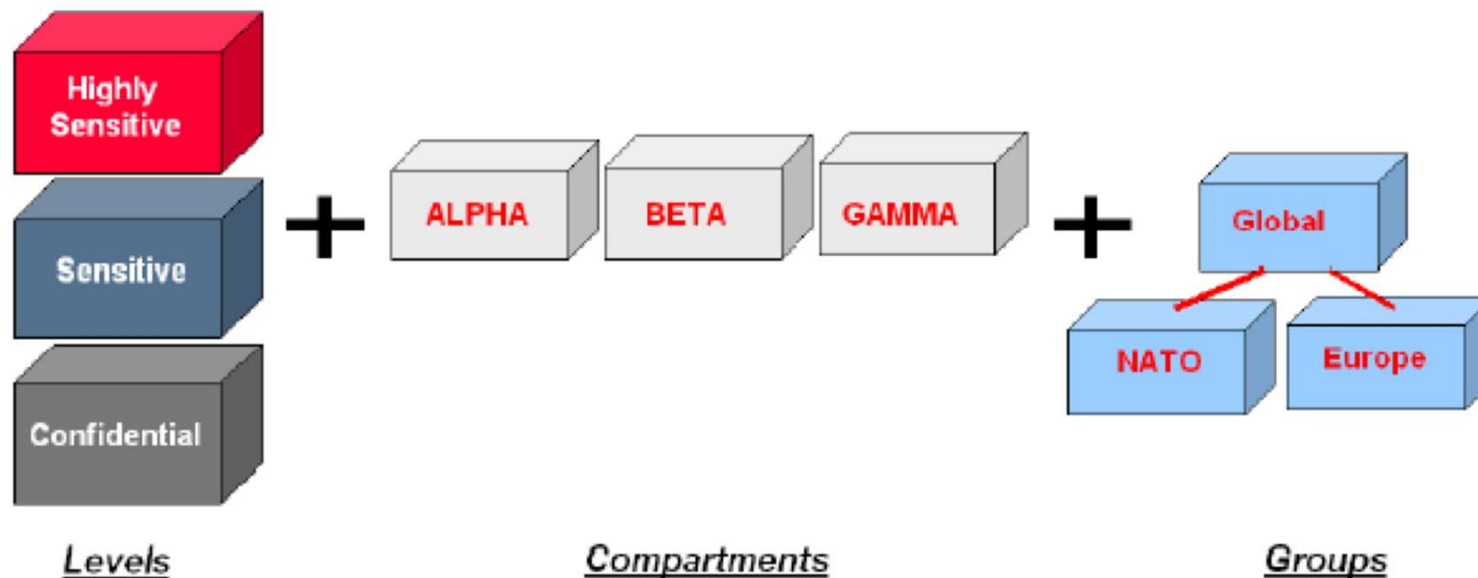 Highly
Sensitive
Sensitive
Confidential
ALPHA
BETA
GAMMA
Global
NATO
Europe
Levels
Compartments
Groups